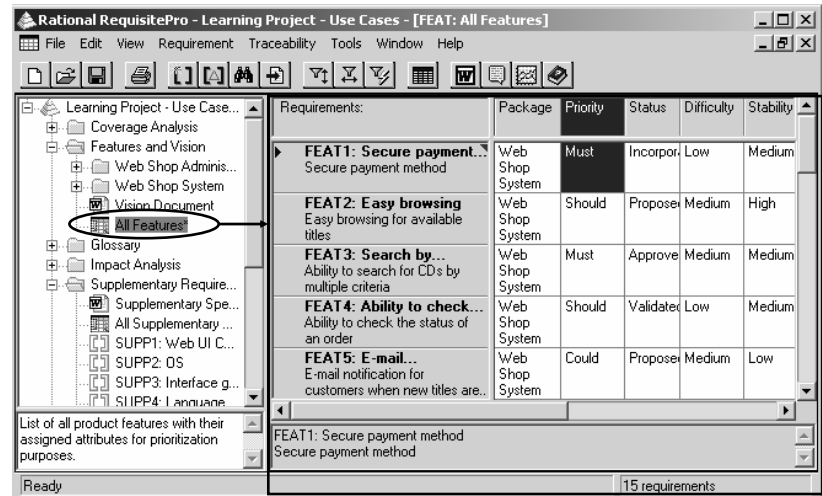 Rational RequisitePro - Learning Project - Use Cases - [FEAT: All Features]
File Edit View Requirement Traceability Tools Window Help
Learning Project - Use Case...
Coverage Analysis
Features and Vision
Web Shop Adminis...
Web Shop System
Vision Document
All Features*
Glossary
Impact Analysis
Supplementary Require...
Supplementary Spe...
All Supplementary ...
SUPP1: Web UI C...
SUPP2: OS
SUPP3: Interface g...
SUPP4: Language
List of all product features with their
assigned attributes for prioritization
purposes.
Requirements: Package Priority Status Difficulty Stability
FEAT1: Secure payment... Web Must Incorpor Low Medium
Secure payment method Shop
System
FEAT2: Easy browsing Web Should Propose Medium High
Easy browsing for available Shop
titles System
FEAT3: Search by... Web Must Approve Medium Medium
Ability to search for CDs by Shop
multiple criteria System
FEAT4: Ability to check... Web Should Validated Low Medium
Ability to check the status of Shop
an order System
FEAT5: E-mail... Web Could Propose Medium Low
E-mail notification for Shop
customers when new titles are.. System
FEAT1: Secure payment method
Secure payment method
Ready 15 requirements